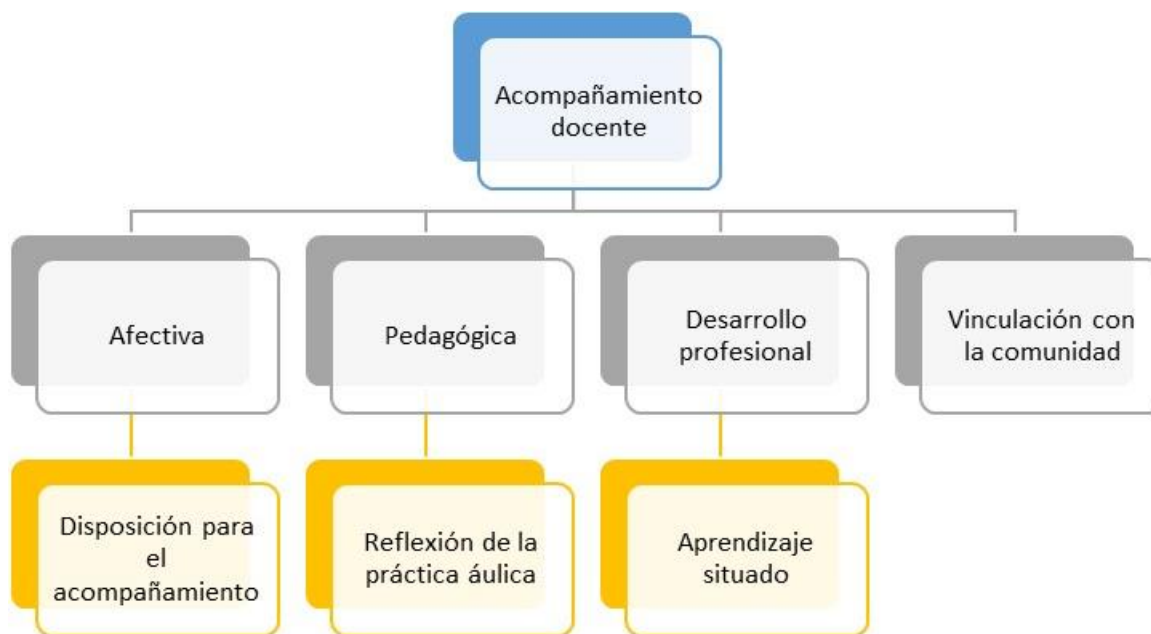 Acompañamiento
docente
Afectiva
Pedagógica
Desarrollo
profesional
Vinculación con
la comunidad
Disposición para
el
acompañamiento
Reflexión de la
práctica áulica
Aprendizaje
situado